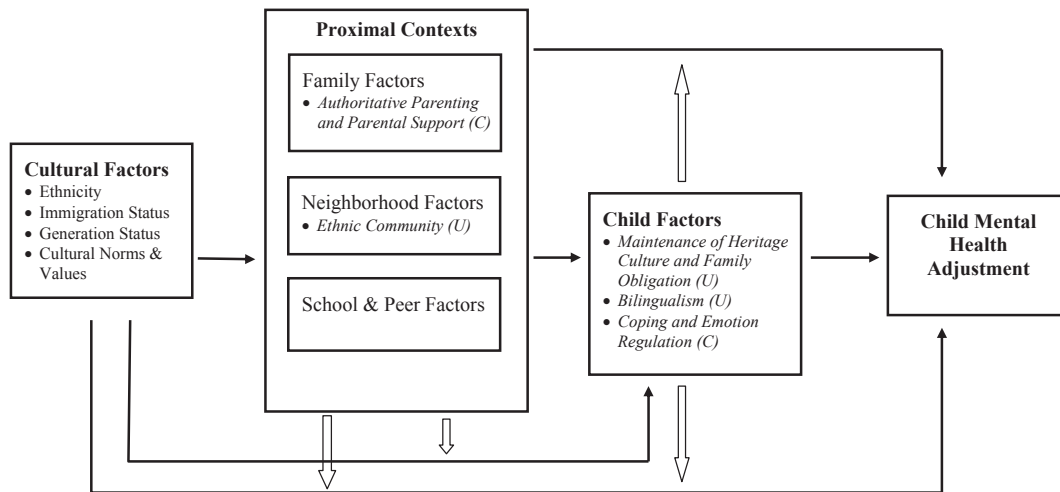 Proximal Contexts
Family Factors
• Authoritative Parenting
and Parental Support (C)
Cultural Factors
• Ethnicity
• Immigration Status
• Generation Status
• Cultural Norms &
Values
Neighborhood Factors
• Ethnic Community (U)
School & Peer Factors
Child Factors
• Maintenance of Heritage
Culture and Family
Obligation (U)
• Bilingualism (U)
• Coping and Emotion
Regulation (C)
Child Mental
Health
Adjustment